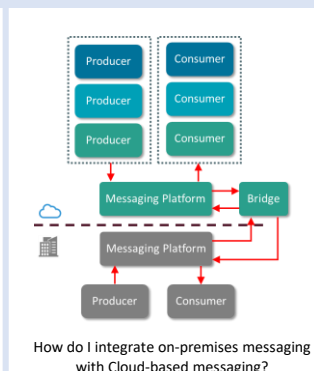 Producer Consumer
Producer Consumer
Producer Consumer
Messaging Platform Bridge
Messaging Platform
Producer Consumer
How do I integrate on-premises messaging
with Cloud-based messaging?